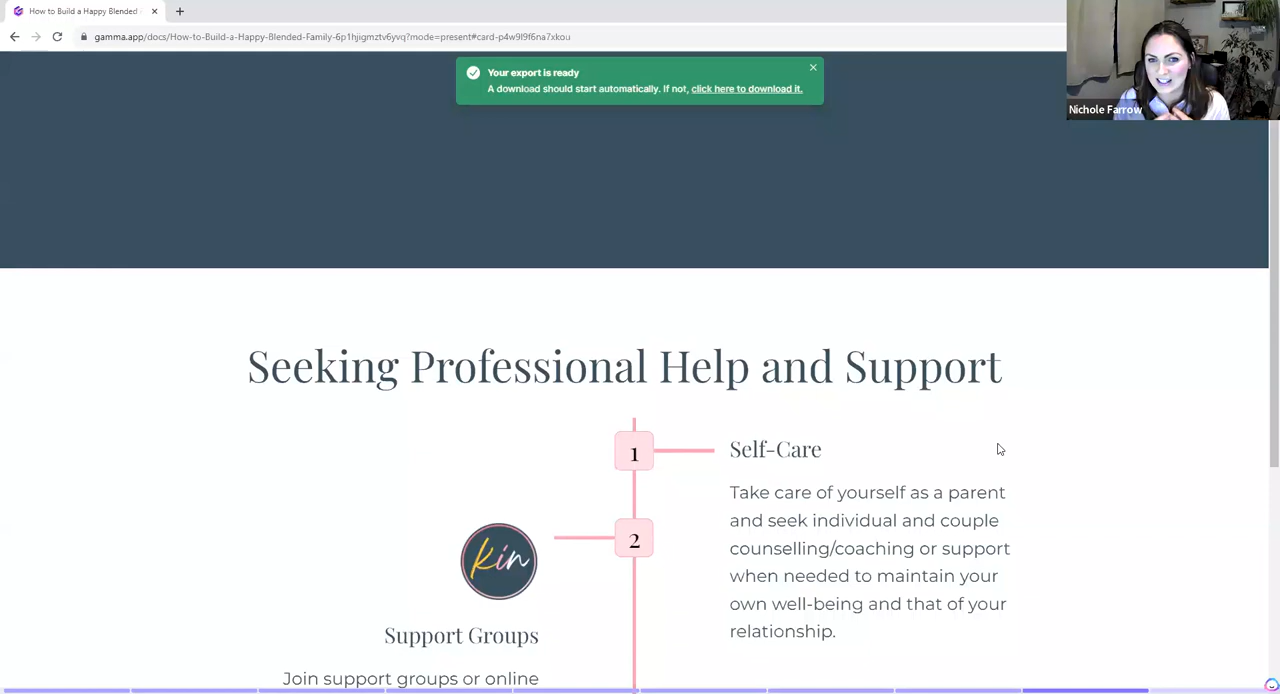 How to Build a Happy Blended
gamma.app/docs/How-to-Build-a-Happy-Blended-Family-6p1hjigmztv6yvq?mode=present#card-p4w9l9f6na7xkou
Your export is ready
A download should start automatically. If not, click here to download it.
Nichole Farrow
Seeking Professional Help and Support
1
Self-Care
Take care of yourself as a parent
and seek individual and couple
counselling/coaching or support
when needed to maintain your
own well-being and that of your
relationship.
2
kin
Support Groups
Join support groups or online